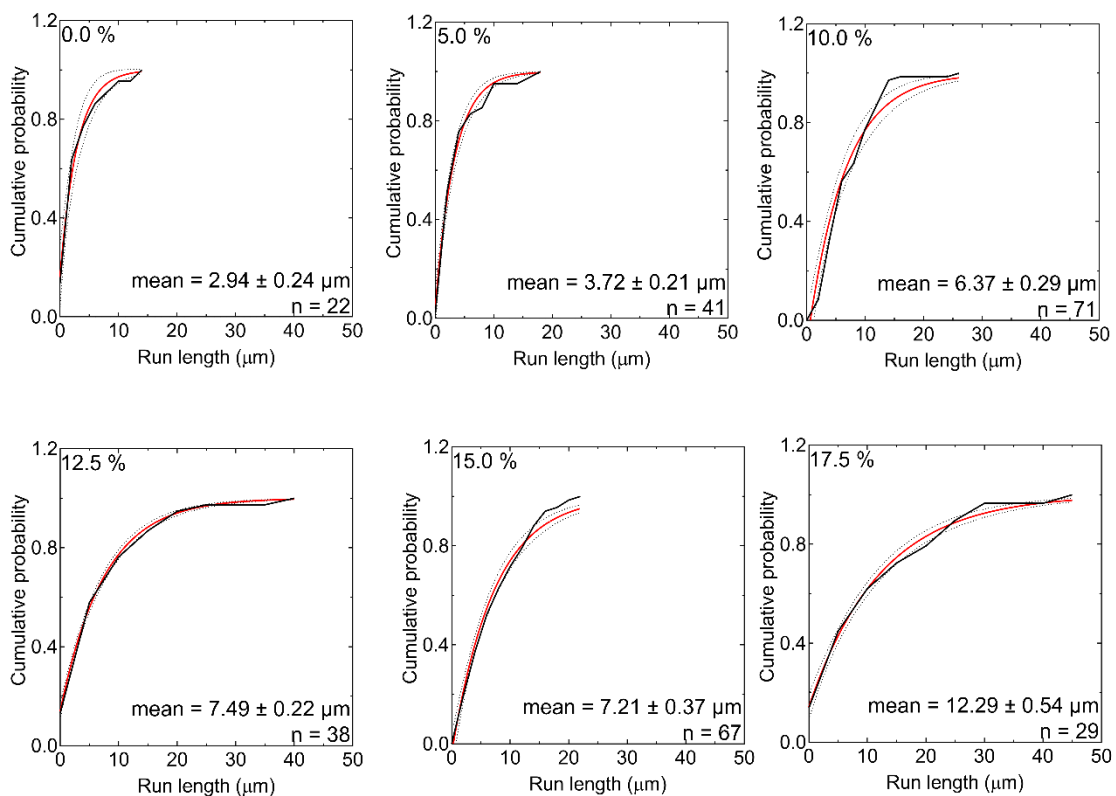 0.0 %
Cumulative probability
1.2
0.8
0.4
0.0
mean = 2.94 ± 0.24 µm
n = 22
0 10 20 30 40 50
Run length (µm)
5.0 %
Cumulative probability
1.2
0.8
0.4
0.0
mean = 3.72 ± 0.21 µm
n = 41
0 10 20 30 40 50
Run length (µm)
10.0 %
Cumulative probability
1.2
0.8
0.4
0.0
mean = 6.37 ± 0.29 µm
n = 71
0 10 20 30 40 50
Run length (µm)
12.5 %
Cumulative probability
1.2
0.8
0.4
0.0
mean = 7.49 ± 0.22 µm
n = 38
0 10 20 30 40 50
Run length (µm)
15.0 %
Cumulative probability
1.2
0.8
0.4
0.0
mean = 7.21 ± 0.37 µm
n = 67
0 10 20 30 40 50
Run length (µm)
17.5 %
Cumulative probability
1.2
0.8
0.4
0.0
mean = 12.29 ± 0.54 µm
n = 29
0 10 20 30 40 50
Run length (µm)